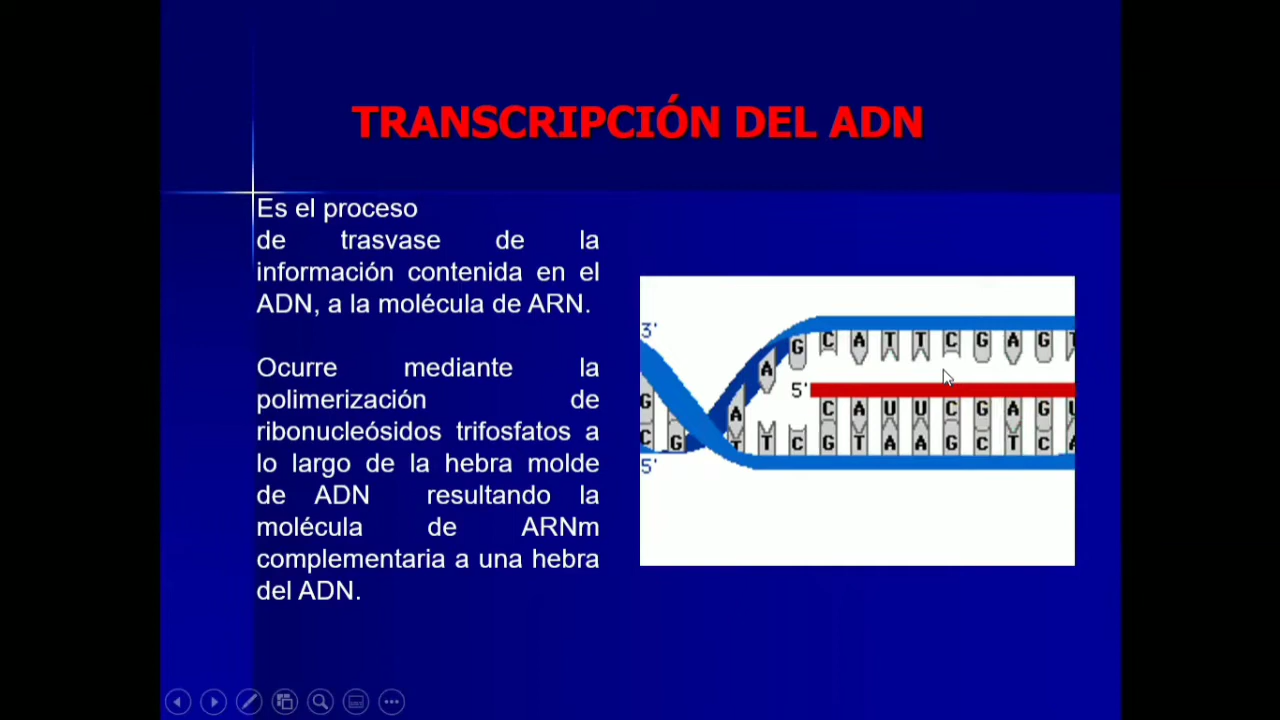 TRANSCRIPCIÓN DEL ADN
Es el proceso
de trasvase de la
información contenida en el
ADN, a la molécula de ARN.
Ocurre mediante la
polimerización de
ribonucleósidos trifosfatos a
lo largo de la hebra molde
de ADN resultando la
molécula de ARNm
complementaria a una hebra
del ADN.
3'
A G C A T T C G A G T
5'
G A C A U U C G A G U
C G T T C G T A A G C T C A
5'